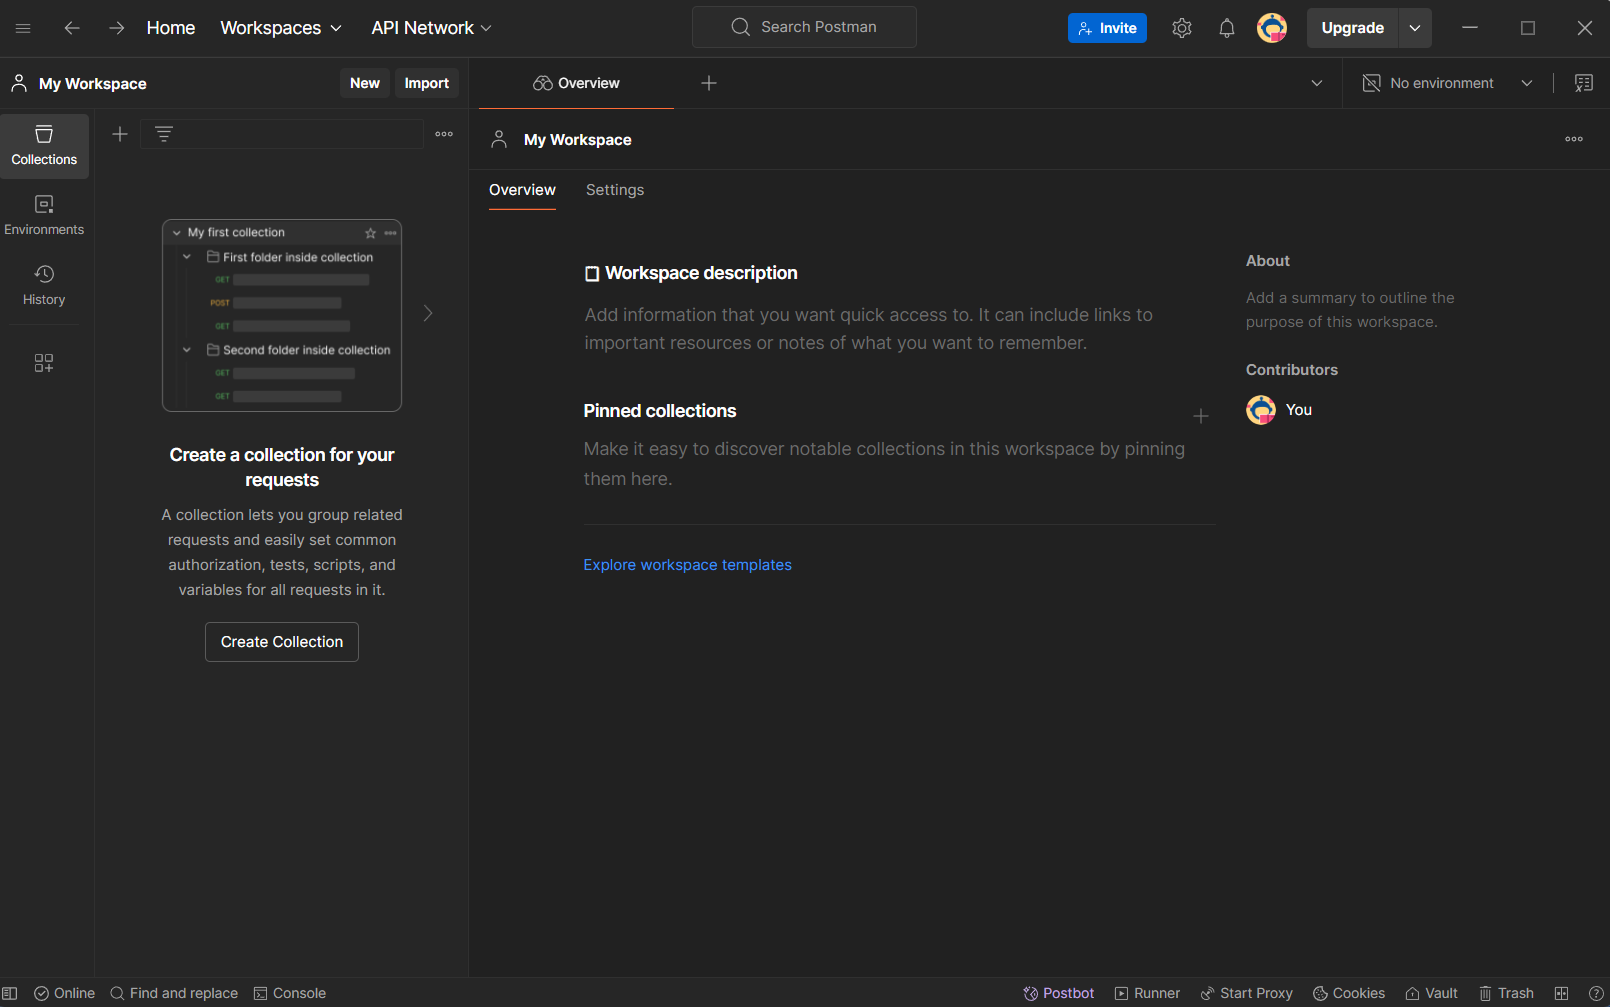 Home Workspaces API Network Search Postman Invite Upgrade
My Workspace New Import Overview No environment
Collections
Environments
History
My first collection
First folder inside collection
GET
POST
GET
Second folder inside collection
GET
GET
Create a collection for your
requests
A collection lets you group related
requests and easily set common
authorization, tests, scripts, and
variables for all requests in it.
Create Collection
My Workspace
Overview Settings
Workspace description
Add information that you want quick access to. It can include links to
important resources or notes of what you want to remember.
Pinned collections
Make it easy to discover notable collections in this workspace by pinning
them here.
Explore workspace templates
About
Add a summary to outline the
purpose of this workspace.
Contributors
You
Online Find and replace Console Postbot Runner Start Proxy Cookies Vault Trash